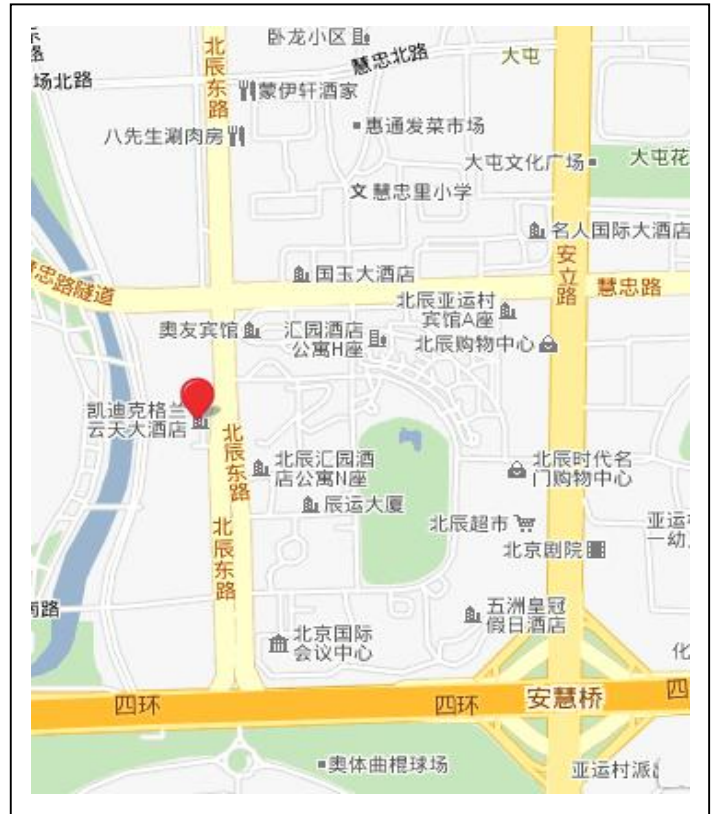 卧龙小区
北辰东路
慧忠北路
大屯
场北路
蒙伊轩酒家
八先生涮肉房
惠通发菜市场
大屯文化广场
大屯花
文 慧忠里小学
名人国际大酒店
安立路
国玉大酒店
慧忠路
忠路隧道
北辰亚运村
宾馆A座
奥友宾馆
汇园酒店
公寓H座
北辰购物中心
凯迪克格兰
云天大酒店
北辰东路
北辰汇园酒
店公寓N座
北辰时代名
门购物中心
辰运大厦
北辰超市
亚运
一幼
北辰东路
北京剧院
南路
五洲皇冠
假日酒店
北京国际
会议中心
化
四环
四环
安慧桥
四
奥体曲棍球场
亚运村派